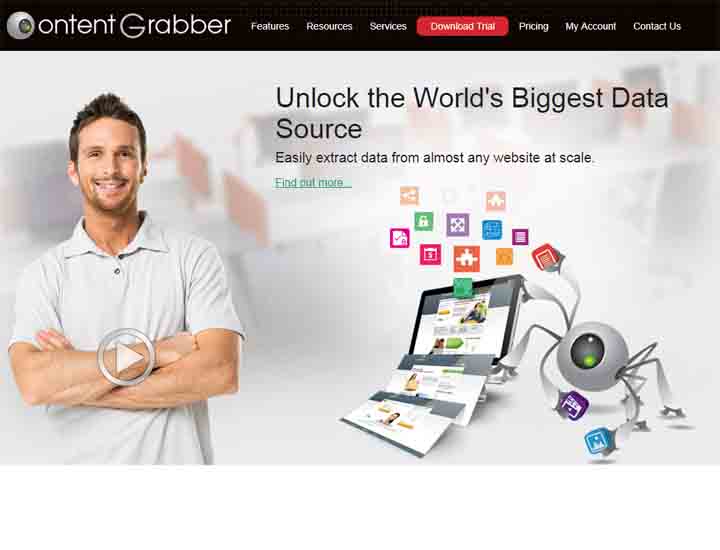 ContentGrabber
Features Resources Services Download Trial Pricing My Account Contact Us
Unlock the World's Biggest Data
Source
Easily extract data from almost any website at scale.
Find out more...